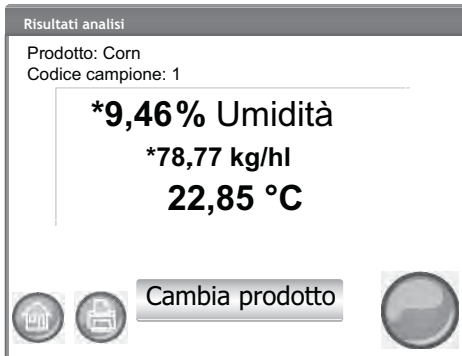 Risultati analisi
Prodotto: Corn
Codice campione: 1
*9,46% Umidità
*78,77 kg/hl
22,85 °C
Cambia prodotto